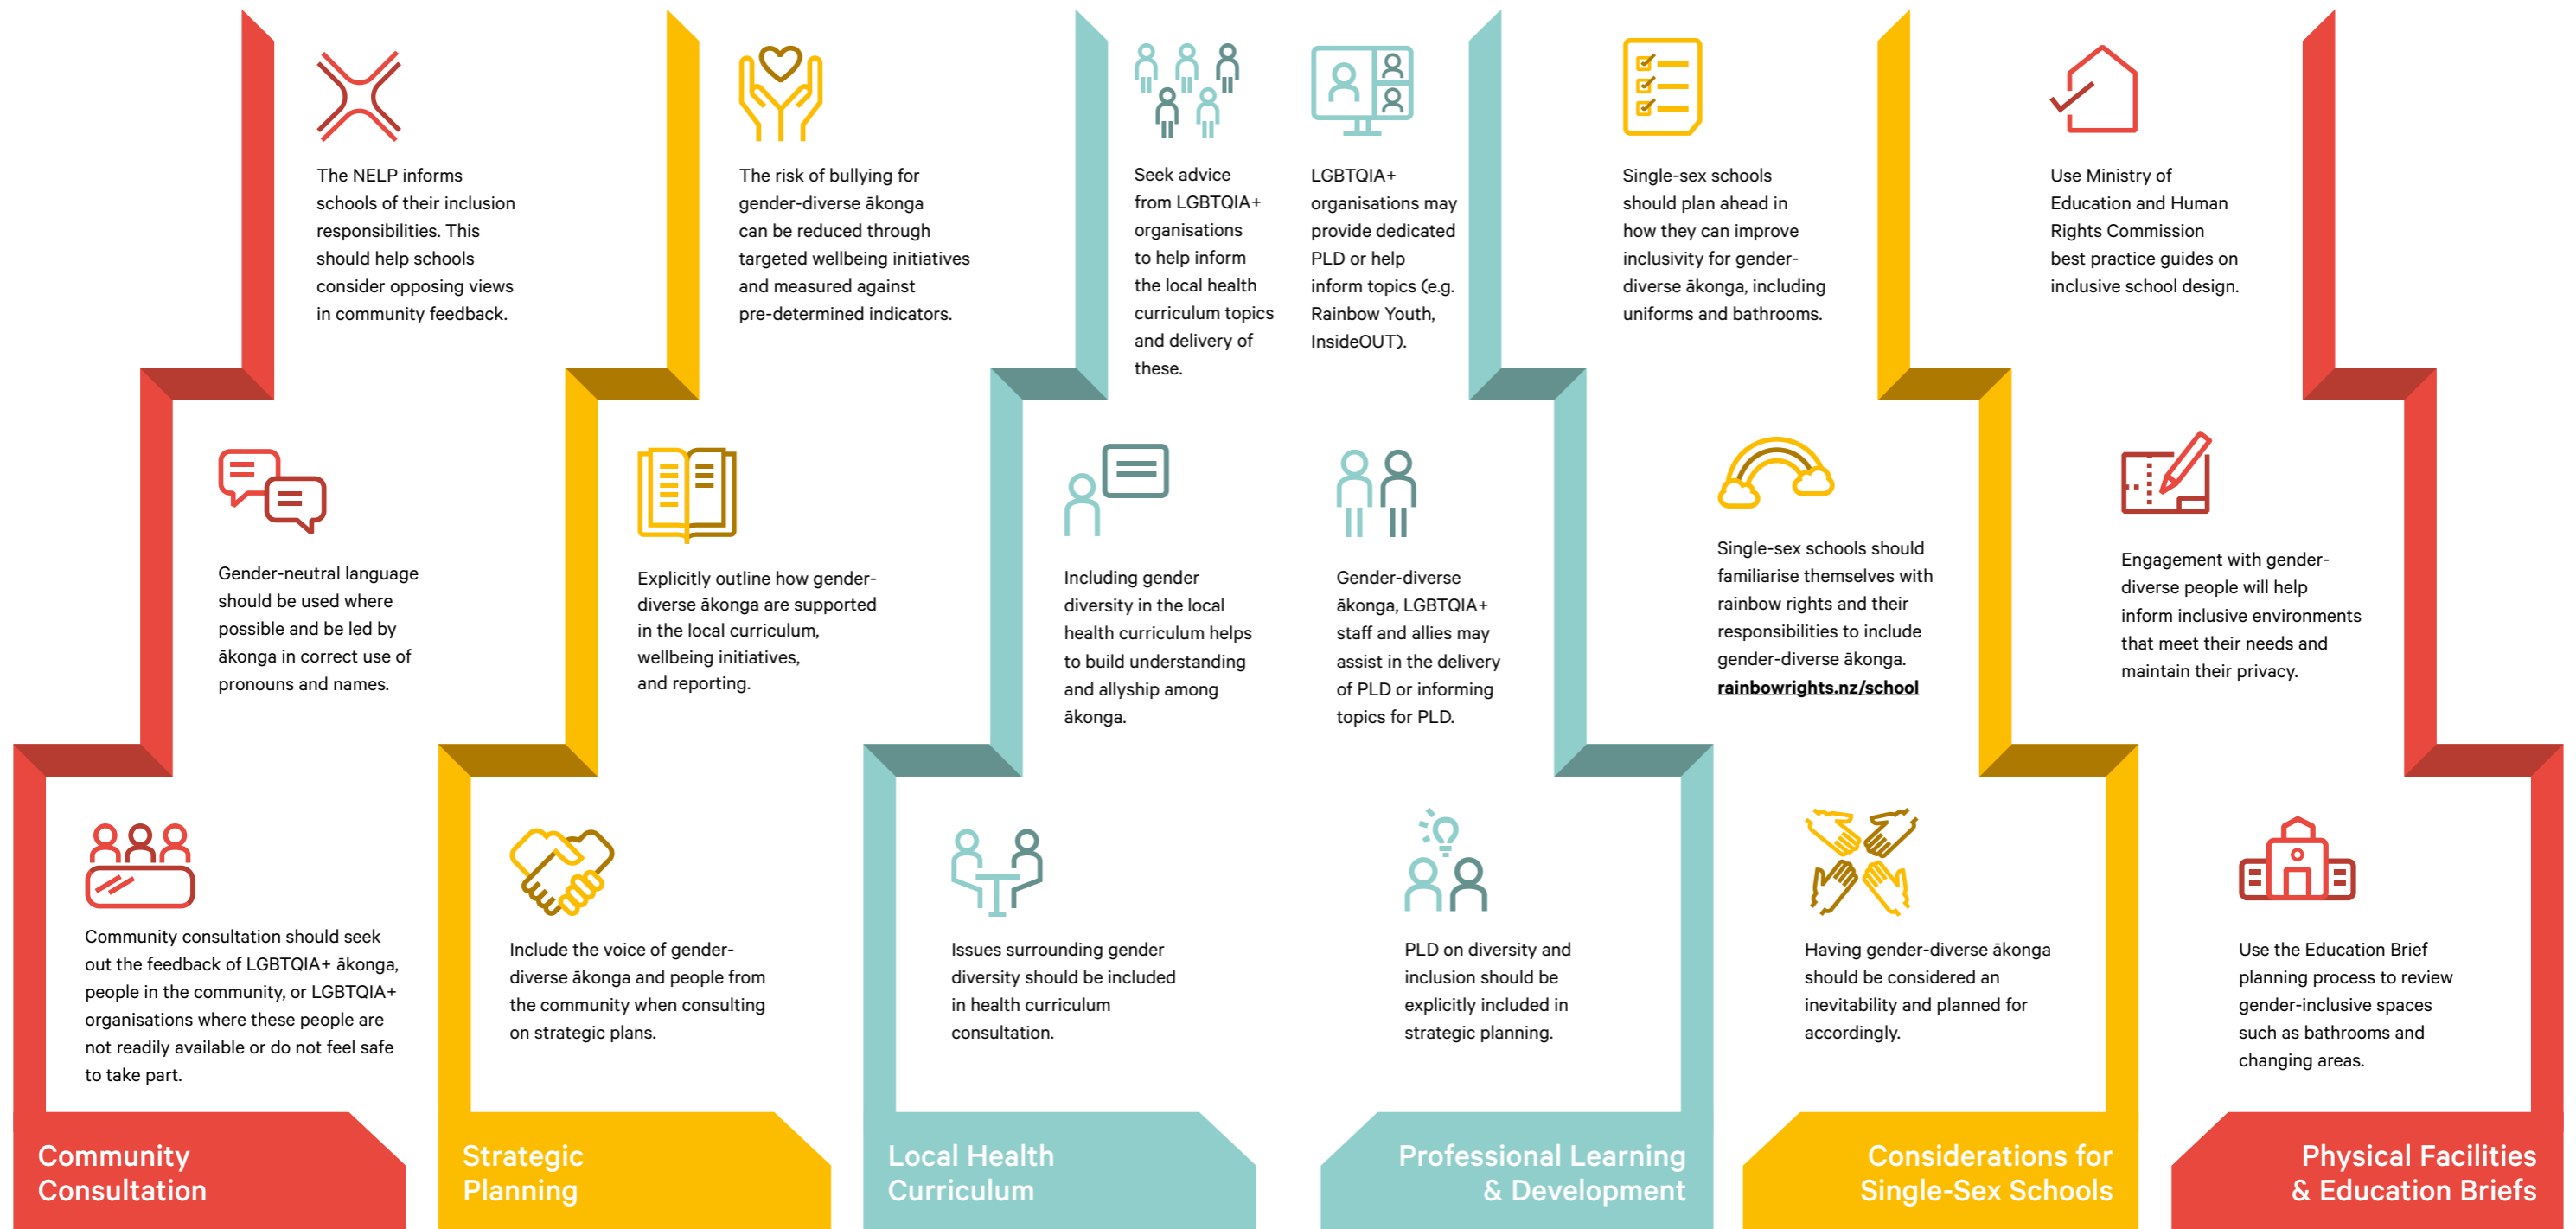 The NELP informs
schools of their inclusion
responsibilities. This
should help schools
consider opposing views
in community feedback.
Gender-neutral language
should be used where
possible and be led by
ākonga in correct use of
pronouns and names.
Community consultation should seek
out the feedback of LGBTQIA+ ākonga,
people in the community, or LGBTQIA+
organisations where these people are
not readily available or do not feel safe
to take part.
Community
Consultation
The risk of bullying for
gender-diverse ākonga
can be reduced through
targeted wellbeing initiatives
and measured against
pre-determined indicators.
Explicitly outline how gender-
diverse ākonga are supported
in the local curriculum,
wellbeing initiatives,
and reporting.
Include the voice of gender-
diverse ākonga and people from
the community when consulting
on strategic plans.
Strategic
Planning
Seek advice
from LGBTQIA+
organisations
to help inform
the local health
curriculum topics
and delivery of
these.
Including gender
diversity in the local
health curriculum helps
to build understanding
and allyship among
ākonga.
Issues surrounding gender
diversity should be included
in health curriculum
consultation.
Local Health
Curriculum
LGBTQIA+
organisations may
provide dedicated
PLD or help
inform topics (e.g.
Rainbow Youth,
InsideOUT).
Gender-diverse
ākonga, LGBTQIA+
staff and allies may
assist in the delivery
of PLD or informing
topics for PLD.
PLD on diversity and
inclusion should be
explicitly included in
strategic planning.
Professional Learning
& Development
Single-sex schools
should plan ahead in
how they can improve
inclusivity for gender-
diverse ākonga, including
uniforms and bathrooms.
Single-sex schools should
familiarise themselves with
rainbow rights and their
responsibilities to include
gender-diverse ākonga.
rainbowrights.nz/school
Having gender-diverse ākonga
should be considered an
inevitability and planned for
accordingly.
Considerations for
Single-Sex Schools
Use Ministry of
Education and Human
Rights Commission
best practice guides on
inclusive school design.
Engagement with gender-
diverse people will help
inform inclusive environments
that meet their needs and
maintain their privacy.
Use the Education Brief
planning process to review
gender-inclusive spaces
such as bathrooms and
changing areas.
Physical Facilities
& Education Briefs